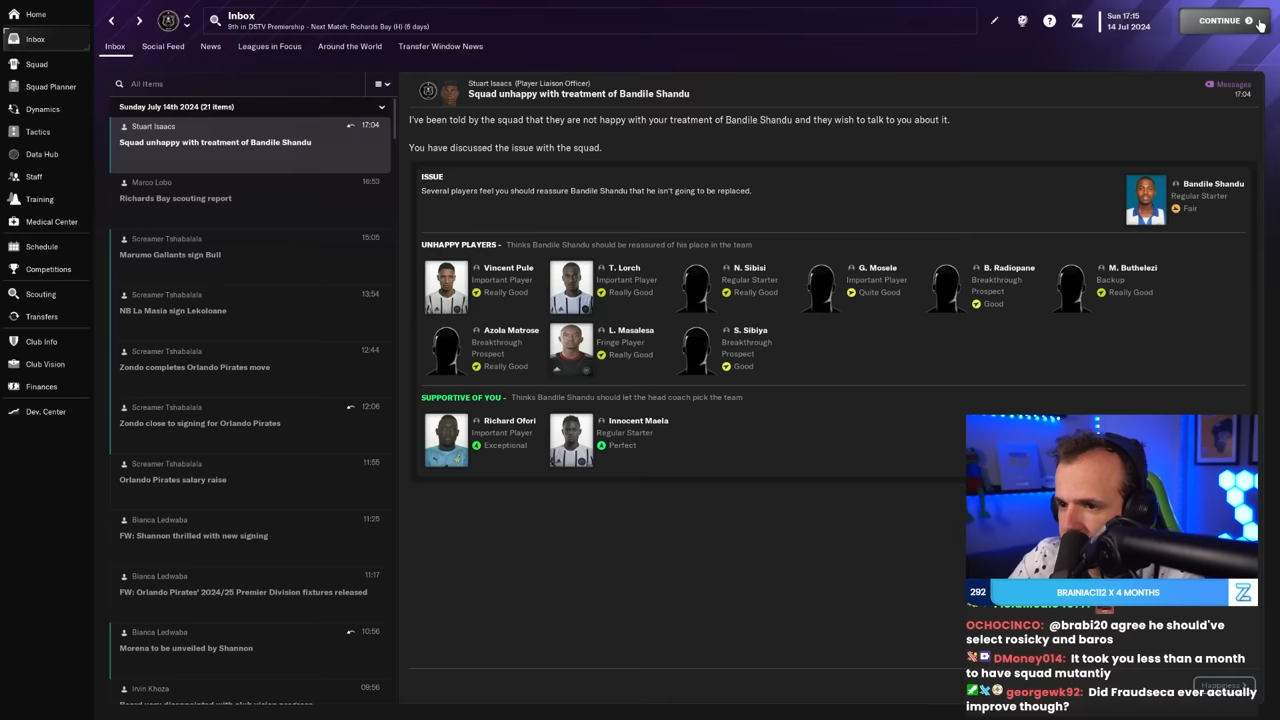 Home
Inbox
Squad
Squad Planner
Dynamics
Tactics
Data Hub
Staff
Training
Medical Center
Schedule
Competitions
Scouting
Transfers
Club Info
Club Vision
Finances
Dev. Center
Inbox
9th in DSTV Premiership - Next Match: Richards Bay (H) (6 days)
Sun 17:15
14 Jul 2024
CONTINUE
Inbox Social Feed News Leagues in Focus Around the World Transfer Window News
All Items
Sunday July 14th 2024 (21 items)
Stuart Isaacs 17:04
Squad unhappy with treatment of Bandile Shandu
Marco Lobo 16:53
Richards Bay scouting report
Screamer Tshabalala 15:05
Marumo Gallants sign Bull
Screamer Tshabalala 13:54
NB La Masia sign Lekoloane
Screamer Tshabalala 12:44
Zondo completes Orlando Pirates move
Screamer Tshabalala 12:06
Zondo close to signing for Orlando Pirates
Screamer Tshabalala 11:55
Orlando Pirates salary raise
Bianca Ledwaba 11:25
FW: Shannon thrilled with new signing
Bianca Ledwaba 11:17
FW: Orlando Pirates' 2024/25 Premier Division fixtures released
Bianca Ledwaba 10:56
Morena to be unveiled by Shannon
Irvin Khoza 09:56
Stuart Isaacs (Player Liaison Officer)
Squad unhappy with treatment of Bandile Shandu
Messages
17:04
I've been told by the squad that they are not happy with your treatment of Bandile Shandu and they wish to talk to you about it.
You have discussed the issue with the squad.
ISSUE
Several players feel you should reassure Bandile Shandu that he isn't going to be replaced.
Bandile Shandu
Regular Starter
Fair
UNHAPPY PLAYERS - Thinks Bandile Shandu should be reassured of his place in the team
Vincent Pule
Important Player
Really Good
T. Lorch
Important Player
Really Good
N. Sibisi
Regular Starter
Really Good
G. Mosele
Important Player
Quite Good
B. Radiopane
Breakthrough
Prospect
Good
M. Buthelezi
Backup
Really Good
Azola Matrose
Breakthrough
Prospect
Really Good
L. Masalesa
Fringe Player
Really Good
S. Sibiya
Breakthrough
Prospect
Good
SUPPORTIVE OF YOU - Thinks Bandile Shandu should let the head coach pick the team
Richard Ofori
Important Player
Exceptional
Innocent Maela
Regular Starter
Perfect
292 BRAINIAC112 X 4 MONTHS
OCHOCINCO: @brabi20 agree he should've
select rosicky and baros
DMoney014: It took you less than a month
to have squad mutantiy
georgewk92: Did Frauuseca ever actually
improve though?
Happiness